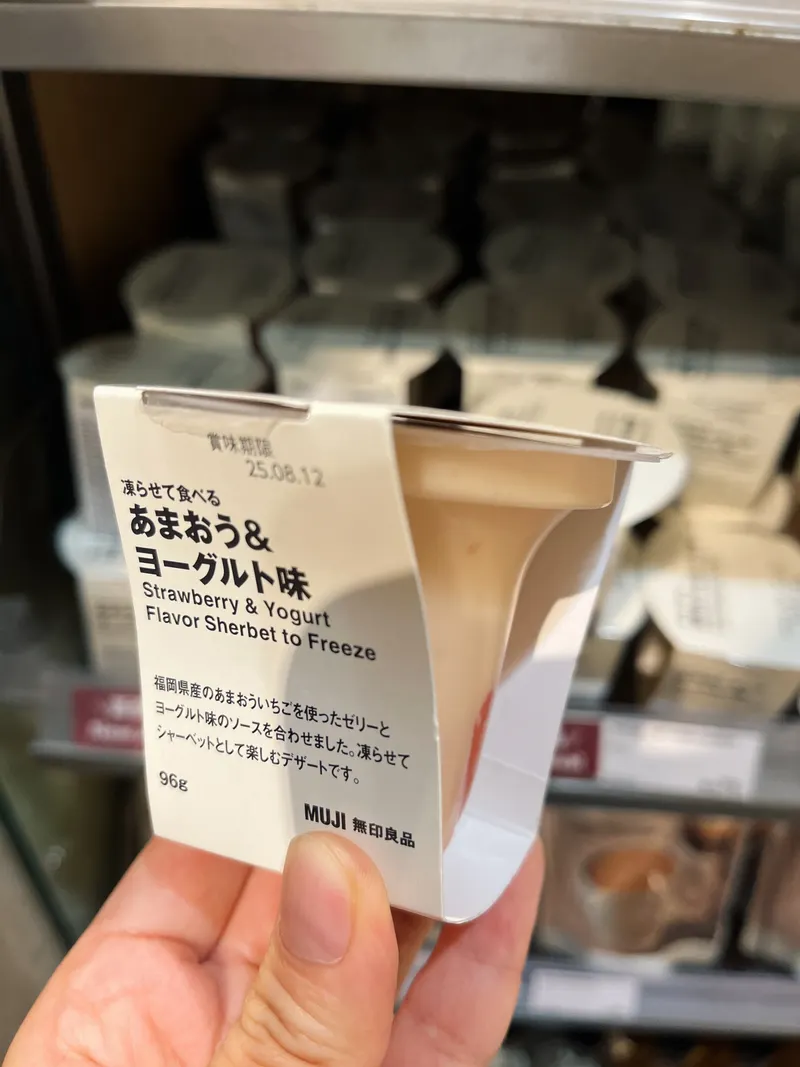 賞味期限
25.08.12
凍らせて食べる
あまおう&
ヨーグルト味
Strawberry & Yogurt
Flavor Sherbet to Freeze
福岡県産のあまおういちごを使ったゼリーと
ヨーグルト味のソースを合わせました。凍らせて
シャーベットとして楽しむデザートです。
96g
MUJI 無印良品